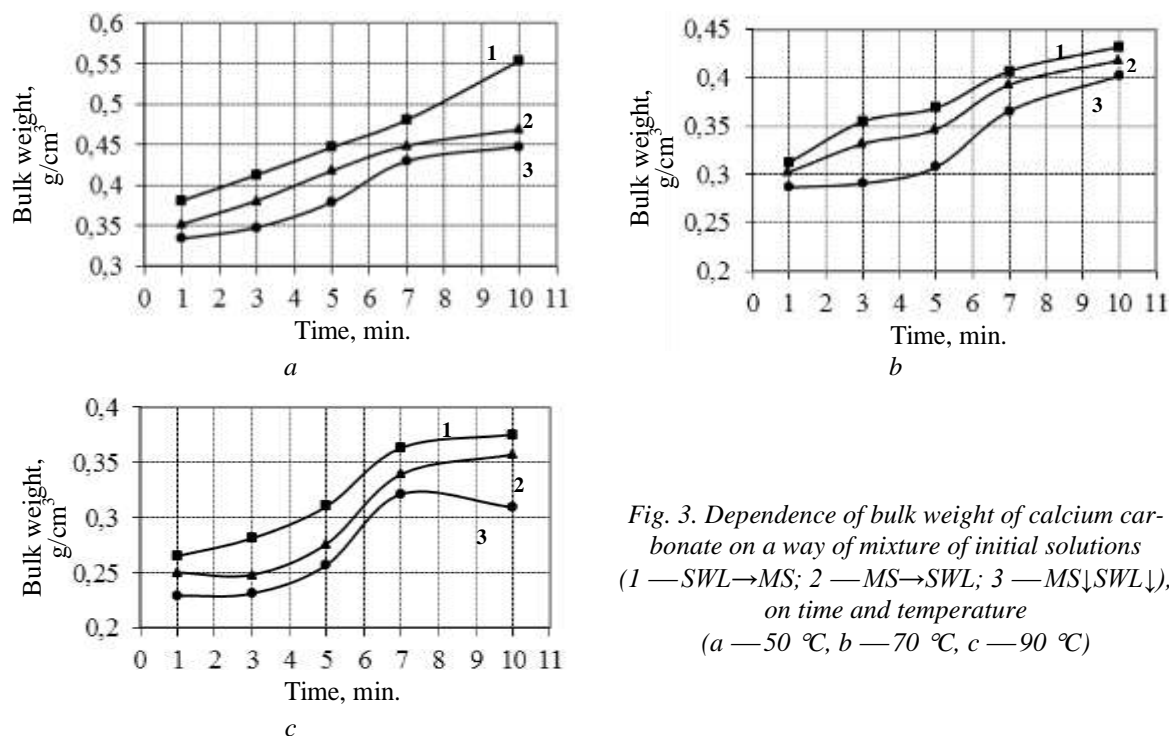 0,6
0,55
0,5
0,45
0,4
0,35
0,3
Bulk weight,
g/cm³
1
2
3
0 1 2 3 4 5 6 7 8 9 10 11
Time, min.
a
0,45
0,4
0,35
0,3
0,25
0,2
Bulk weight,
g/cm³
1
2
3
0 1 2 3 4 5 6 7 8 9 10 11
Time, min.
b
0,4
0,35
0,3
0,25
0,2
Bulk weight,
g/cm³
1
2
3
0 1 2 3 4 5 6 7 8 9 10 11
Time, min.
c
Fig. 3. Dependence of bulk weight of calcium car-
bonate on a way of mixture of initial solutions
(1 — SWL→MS; 2 — MS→SWL; 3 — MS↓SWL↓),
on time and temperature
(a — 50 ℃, b — 70 ℃, c — 90 ℃)